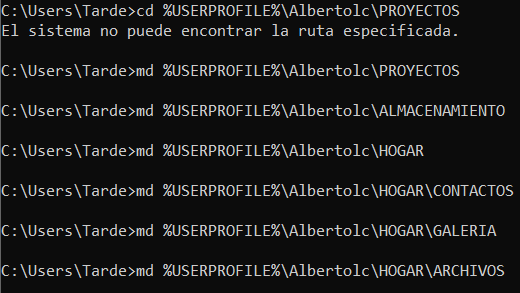 C:\Users\Tarde>cd %USERPROFILE%\Albertolc\PROYECTOS
El sistema no puede encontrar la ruta especificada.
C:\Users\Tarde>md %USERPROFILE%\Albertolc\PROYECTOS
C:\Users\Tarde>md %USERPROFILE%\Albertolc\ALMACENAMIENTO
C:\Users\Tarde>md %USERPROFILE%\Albertolc\HOGAR
C:\Users\Tarde>md %USERPROFILE%\Albertolc\HOGAR\CONTACTOS
C:\Users\Tarde>md %USERPROFILE%\Albertolc\HOGAR\GALERIA
C:\Users\Tarde>md %USERPROFILE%\Albertolc\HOGAR\ARCHIVOS